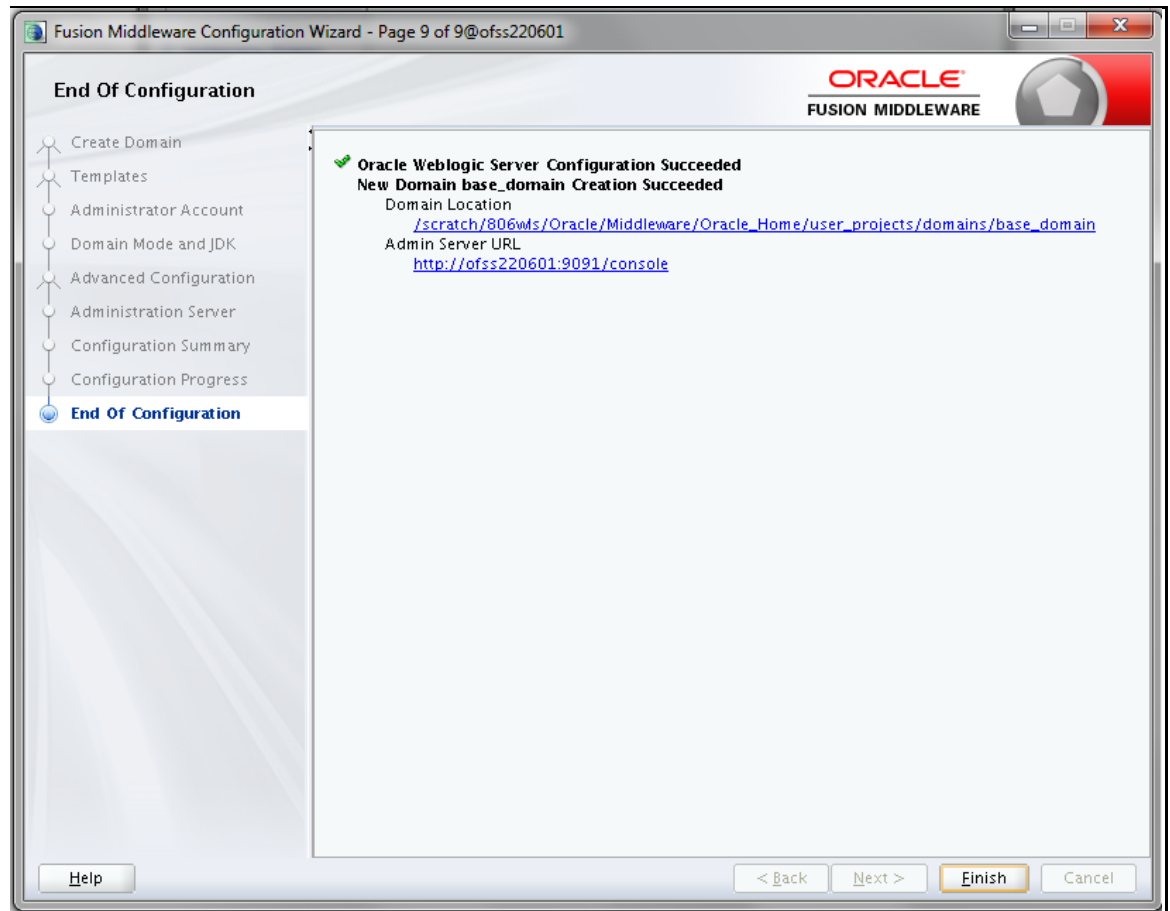 Fusion Middleware Configuration Wizard - Page 9 of 9@ofss220601
End Of Configuration
ORACLE
FUSION MIDDLEWARE
Create Domain
Templates
Administrator Account
Domain Mode and JDK
Advanced Configuration
Administration Server
Configuration Summary
Configuration Progress
End Of Configuration
Oracle Weblogic Server Configuration Succeeded
New Domain base_domain Creation Succeeded
Domain Location
/scratch/806wls/Oracle/Middleware/Oracle_Home/user_projects/domains/base_domain
Admin Server URL
http://ofss220601:9091/console
Help
< Back
Next >
Finish
Cancel